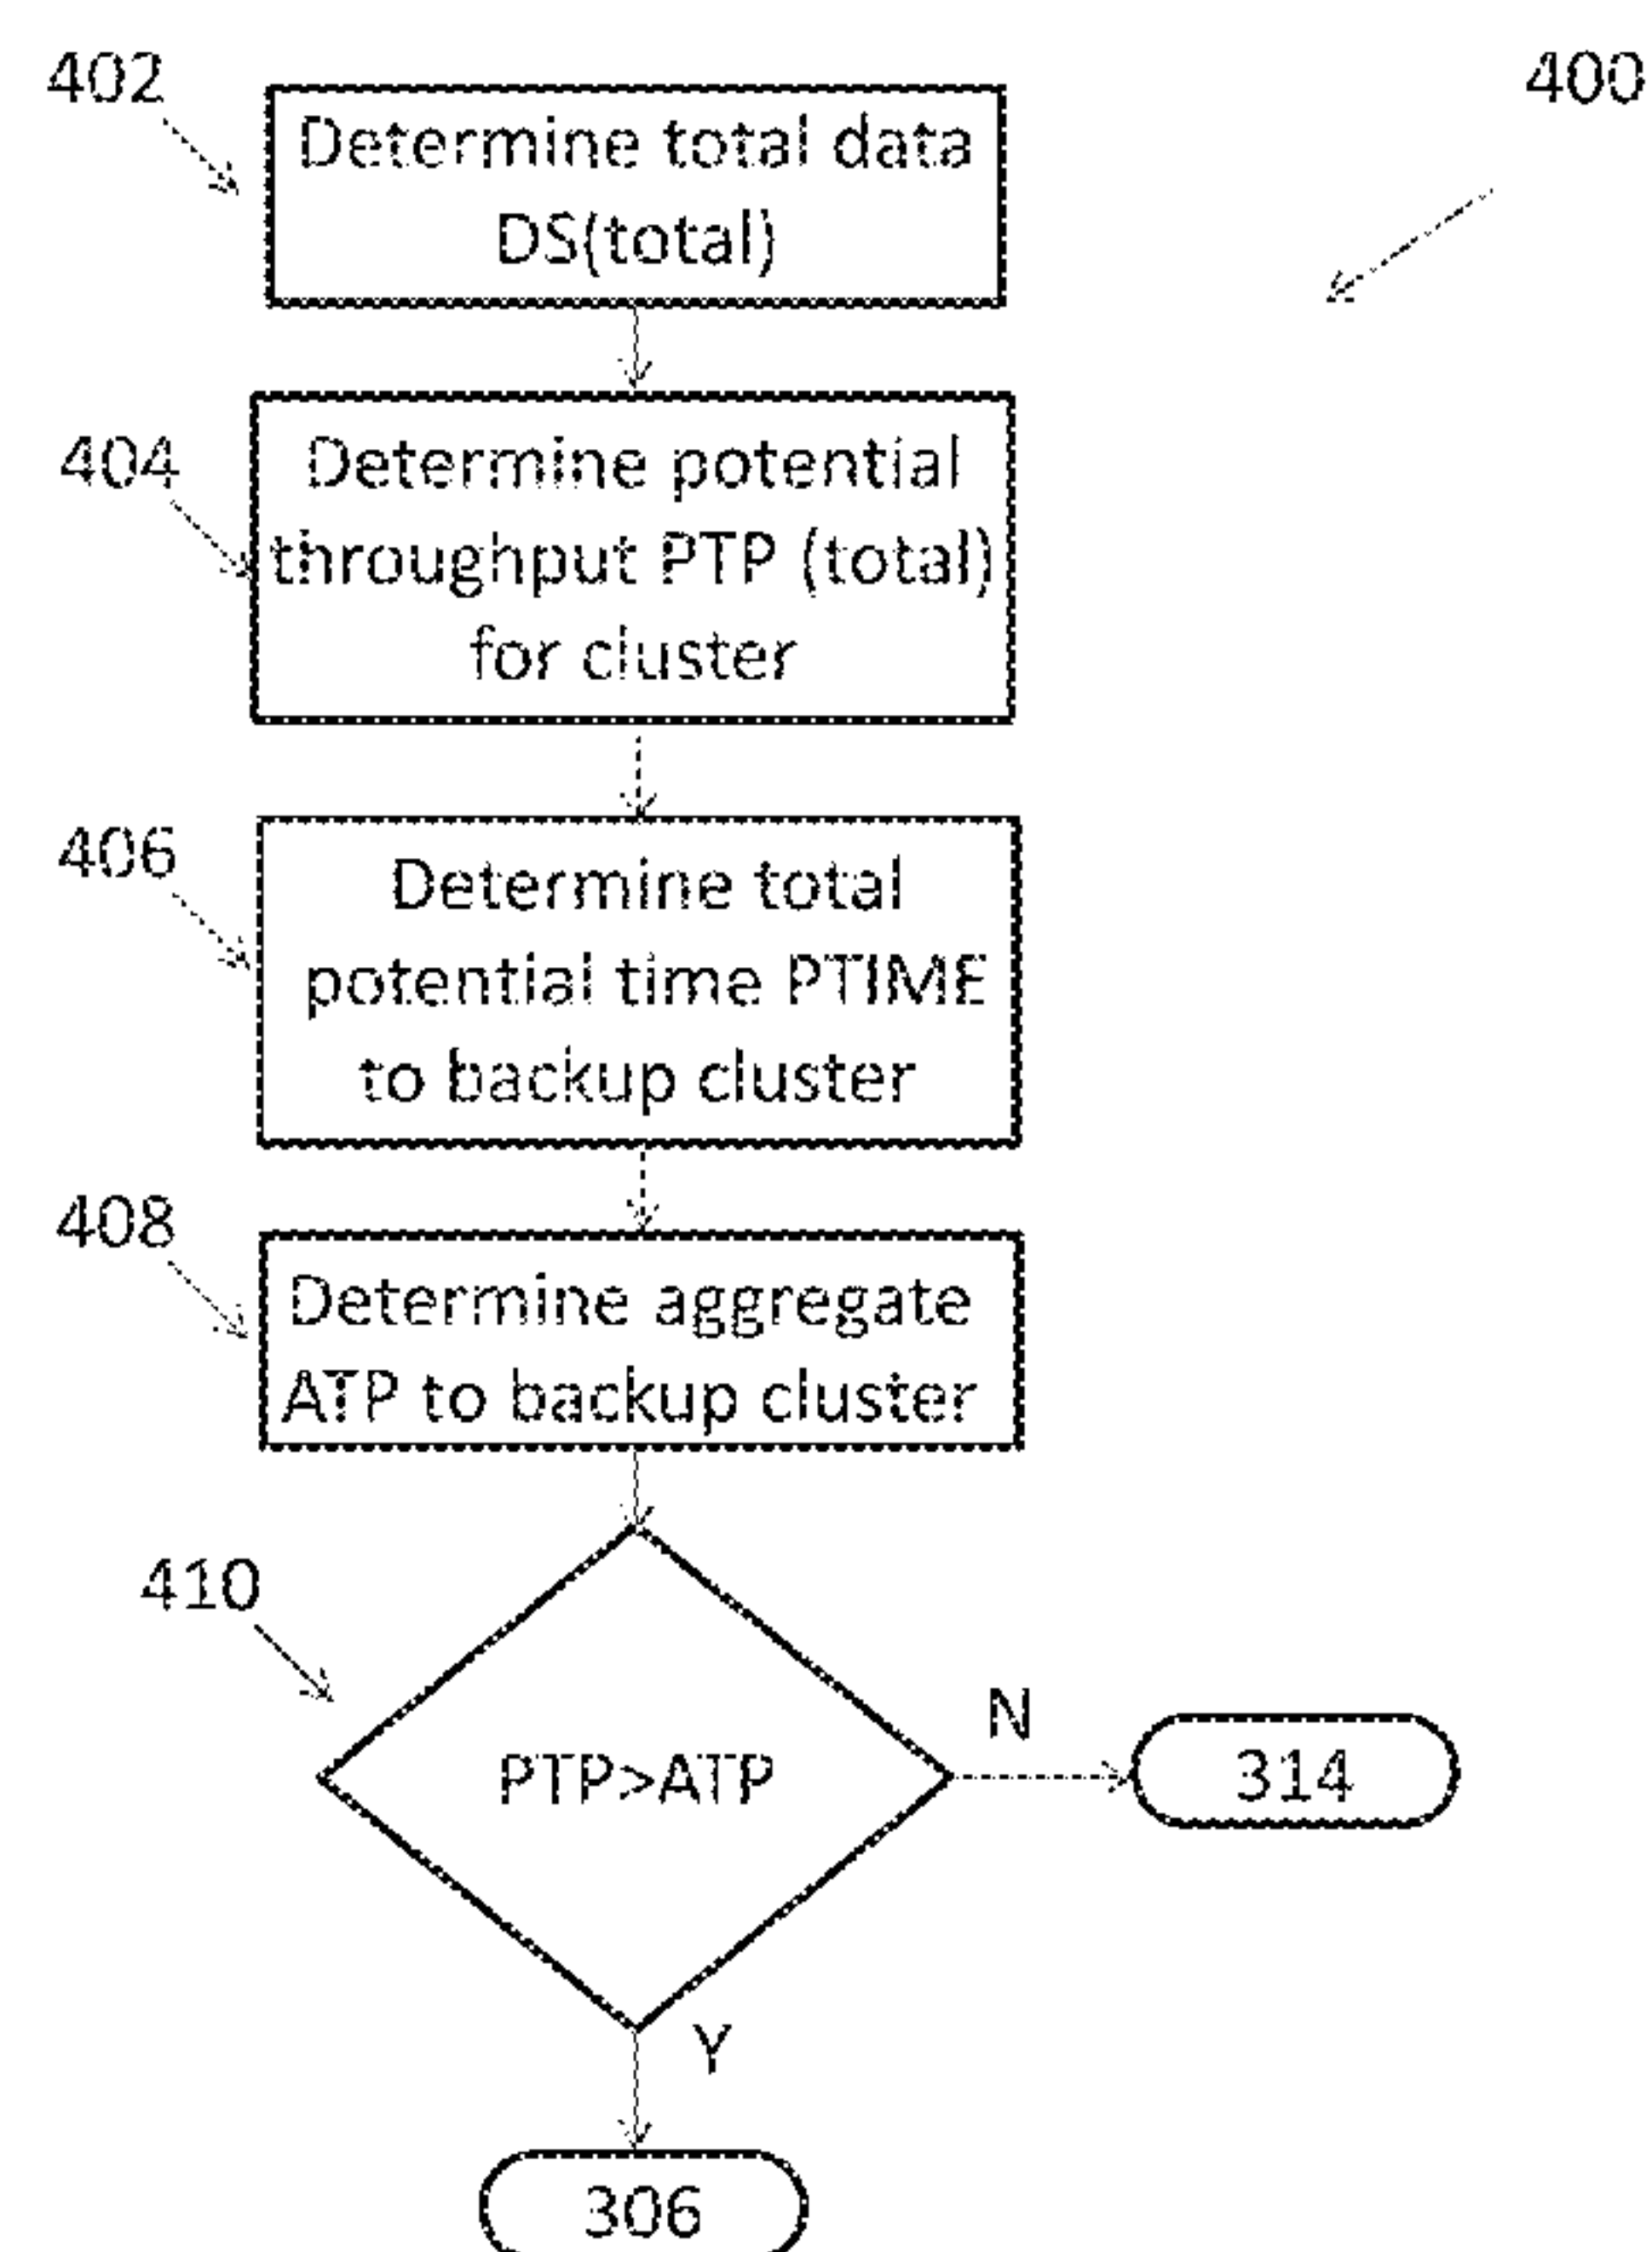 402
400
Determine total data
DS(total)
404
Determine potential
throughput PTP (total)
for cluster
406
Determine total
potential time PTIME
to backup cluster
408
Determine aggregate
ATP to backup cluster
410
PTP>ATP
N
314
Y
306